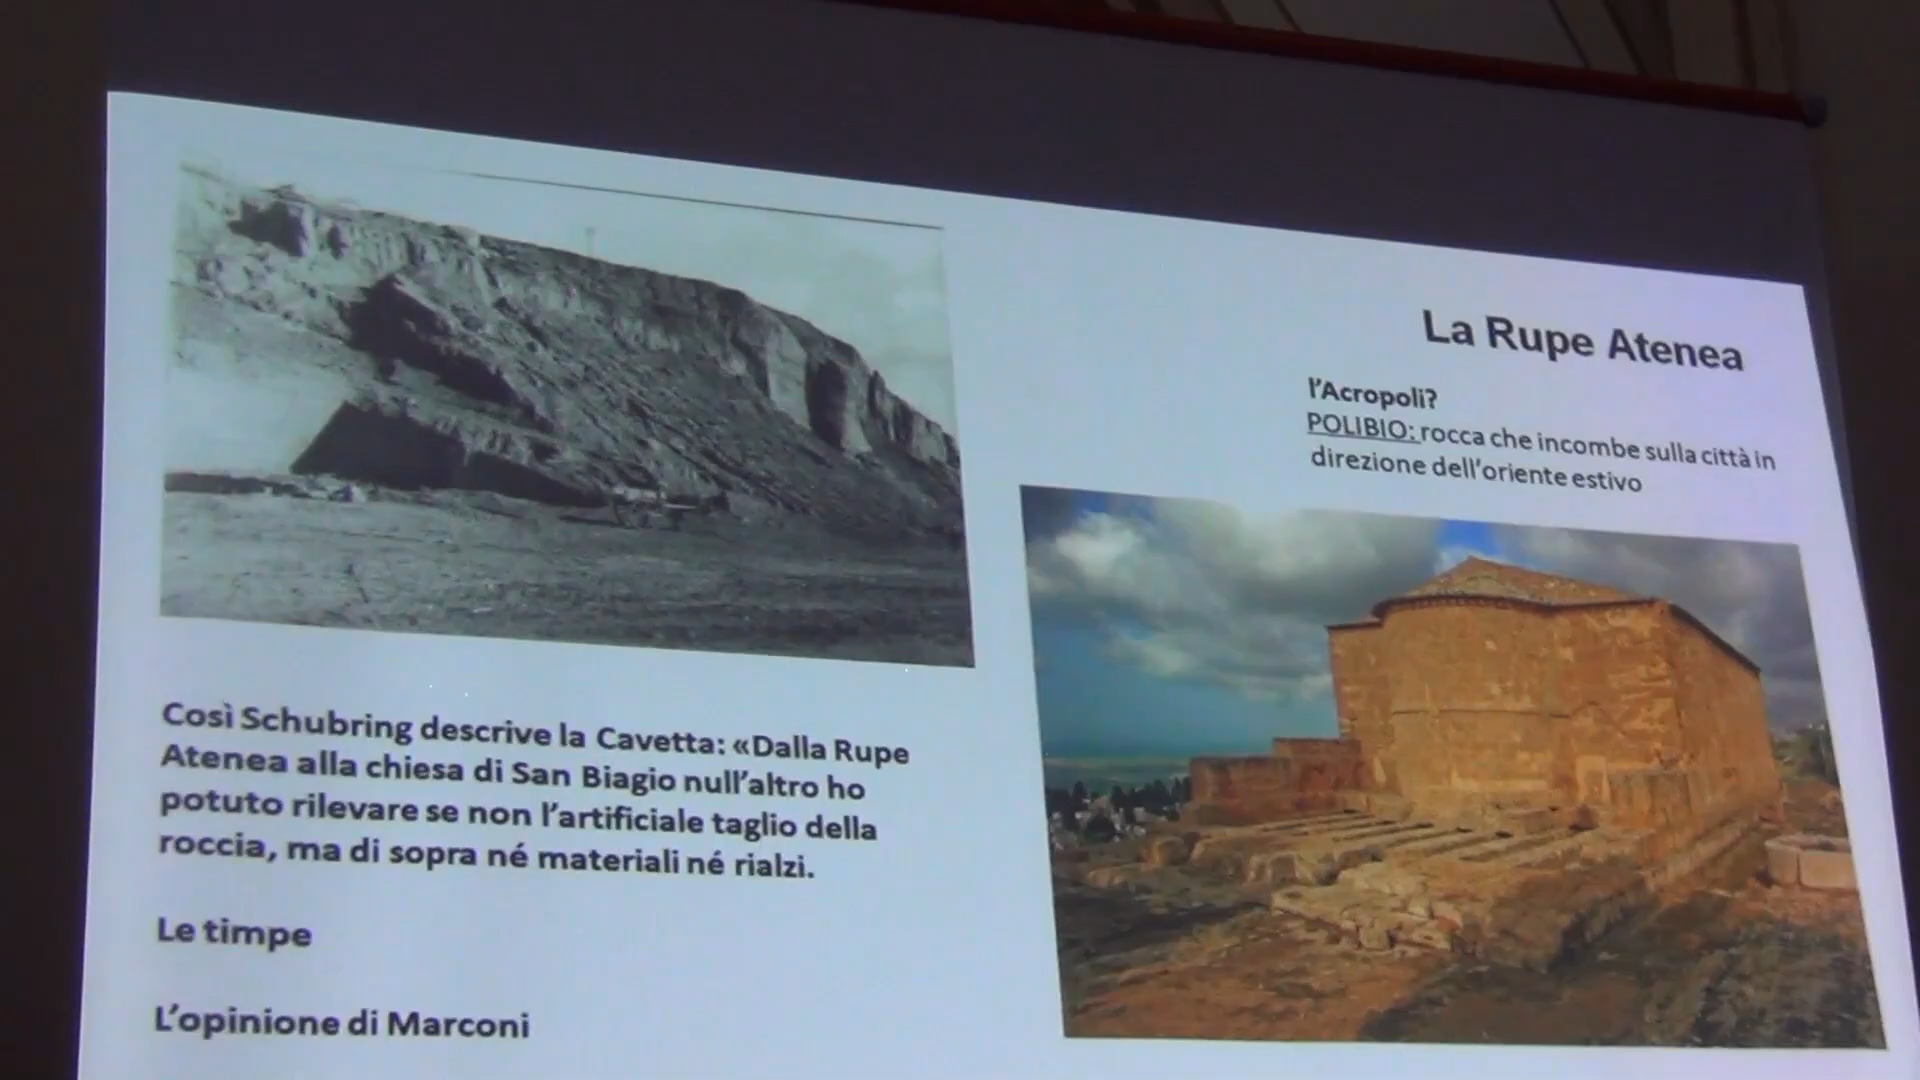 La Rupe Atenea
l'Acropoli?
POLIBIO: rocca che incombe sulla città in
direzione dell'oriente estivo
Così Schubring descrive la Cavetta: «Dalla Rupe
Atenea alla chiesa di San Biagio null'altro ho
potuto rilevare se non l'artificiale taglio della
roccia, ma di sopra né materiali né rialzi.
Le timpe
L'opinione di Marconi